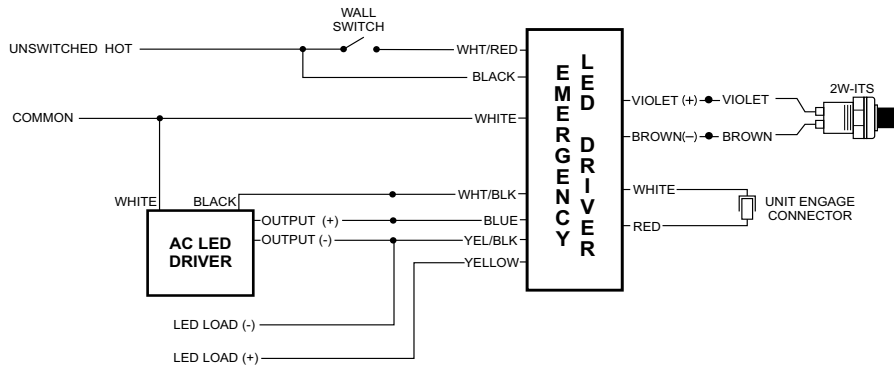 WALL
SWITCH
UNSWITCHED HOT
WHT/RED
BLACK
COMMON
WHITE
EMERGENCY
LED DRIVER
VIOLET (+)
VIOLET
2W-ITS
BROWN(–)
BROWN
WHITE
BLACK
WHT/BLK
WHITE
UNIT ENGAGE
CONNECTOR
RED
AC LED
DRIVER
OUTPUT (+)
BLUE
OUTPUT (-)
YEL/BLK
YELLOW
LED LOAD (-)
LED LOAD (+)